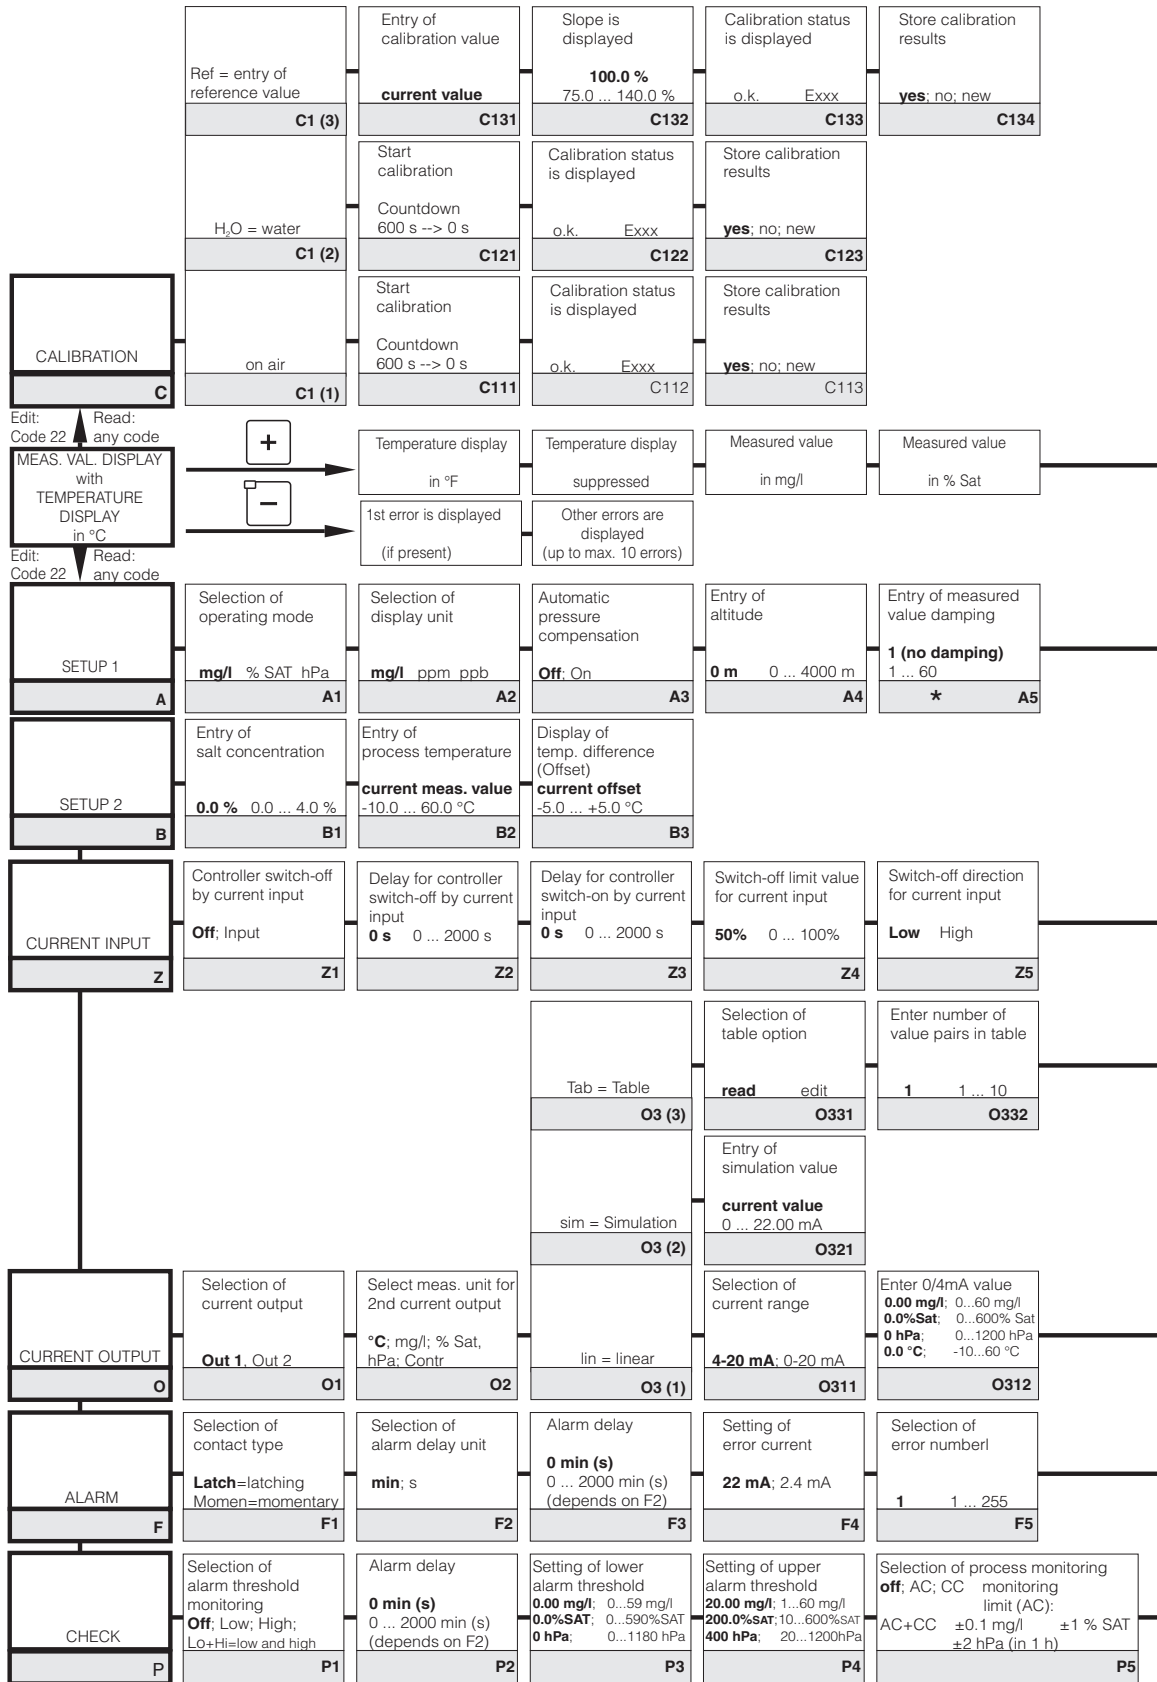 Ref = entry of
reference value
C1 (3)
Entry of
calibration value
current value
C131
Slope is
displayed
100.0 %
75.0 ... 140.0 %
C132
Calibration status
is displayed
o.k. Exxx
C133
Store calibration
results
yes; no; new
C134
H₂O = water
C1 (2)
Start
calibration
Countdown
600 s --> 0 s
C121
Calibration status
is displayed
o.k. Exxx
C122
Store calibration
results
yes; no; new
C123
CALIBRATION
C
on air
C1 (1)
Start
calibration
Countdown
600 s --> 0 s
C111
Calibration status
is displayed
o.k. Exxx
C112
Store calibration
results
yes; no; new
C113
Edit: Read:
Code 22 any code
MEAS. VAL. DISPLAY
with
TEMPERATURE
DISPLAY
in °C
+
Temperature display
in °F
Temperature display
suppressed
Measured value
in mg/l
Measured value
in % Sat
−
1st error is displayed
(if present)
Other errors are
displayed
(up to max. 10 errors)
Edit: Read:
Code 22 any code
SETUP 1
A
Selection of
operating mode
mg/l % SAT hPa
A1
Selection of
display unit
mg/l ppm ppb
A2
Automatic
pressure
compensation
Off; On
A3
Entry of
altitude
0 m 0 ... 4000 m
A4
Entry of measured
value damping
1 (no damping)
1 ... 60
* A5
SETUP 2
B
Entry of
salt concentration
0.0 % 0.0 ... 4.0 %
B1
Entry of
process temperature
current meas. value
-10.0 ... 60.0 °C
B2
Display of
temp. difference
(Offset)
current offset
-5.0 ... +5.0 °C
B3
CURRENT INPUT
Z
Controller switch-off
by current input
Off; Input
Z1
Delay for controller
switch-off by current
input
0 s 0 ... 2000 s
Z2
Delay for controller
switch-on by current
input
0 s 0 ... 2000 s
Z3
Switch-off limit value
for current input
50% 0 ... 100%
Z4
Switch-off direction
for current input
Low High
Z5
Tab = Table
O3 (3)
Selection of
table option
read edit
O331
Enter number of
value pairs in table
1 1 ... 10
O332
sim = Simulation
O3 (2)
Entry of
simulation value
current value
0 ... 22.00 mA
O321
CURRENT OUTPUT
O
Selection of
current output
Out 1, Out 2
O1
Select meas. unit for
2nd current output
°C; mg/l; % Sat,
hPa; Contr
O2
lin = linear
O3 (1)
Selection of
current range
4-20 mA; 0-20 mA
O311
Enter 0/4mA value
0.00 mg/l; 0...60 mg/l
0.0%Sat; 0...600% Sat
0 hPa; 0...1200 hPa
0.0 °C; -10...60 °C
O312
ALARM
F
Selection of
contact type
Latch=latching
Momen=momentary
F1
Selection of
alarm delay unit
min; s
F2
Alarm delay
0 min (s)
0 ... 2000 min (s)
(depends on F2)
F3
Setting of
error current
22 mA; 2.4 mA
F4
Selection of
error numberl
1 1 ... 255
F5
CHECK
P
Selection of
alarm threshold
monitoring
Off; Low; High;
Lo+Hi=low and high
P1
Alarm delay
0 min (s)
0 ... 2000 min (s)
(depends on F2)
P2
Setting of lower
alarm threshold
0.00 mg/l; 0...59 mg/l
0.0%SAT; 0...590%SAT
0 hPa; 0...1180 hPa
P3
Setting of upper
alarm threshold
20.00 mg/l; 1...60 mg/l
200.0%SAT;10...600%SAT
400 hPa; 20...1200hPa
P4
Selection of process monitoring
off; AC; CC monitoring
limit (AC):
AC+CC ±0.1 mg/l ±1 % SAT
±2 hPa (in 1 h)
P5